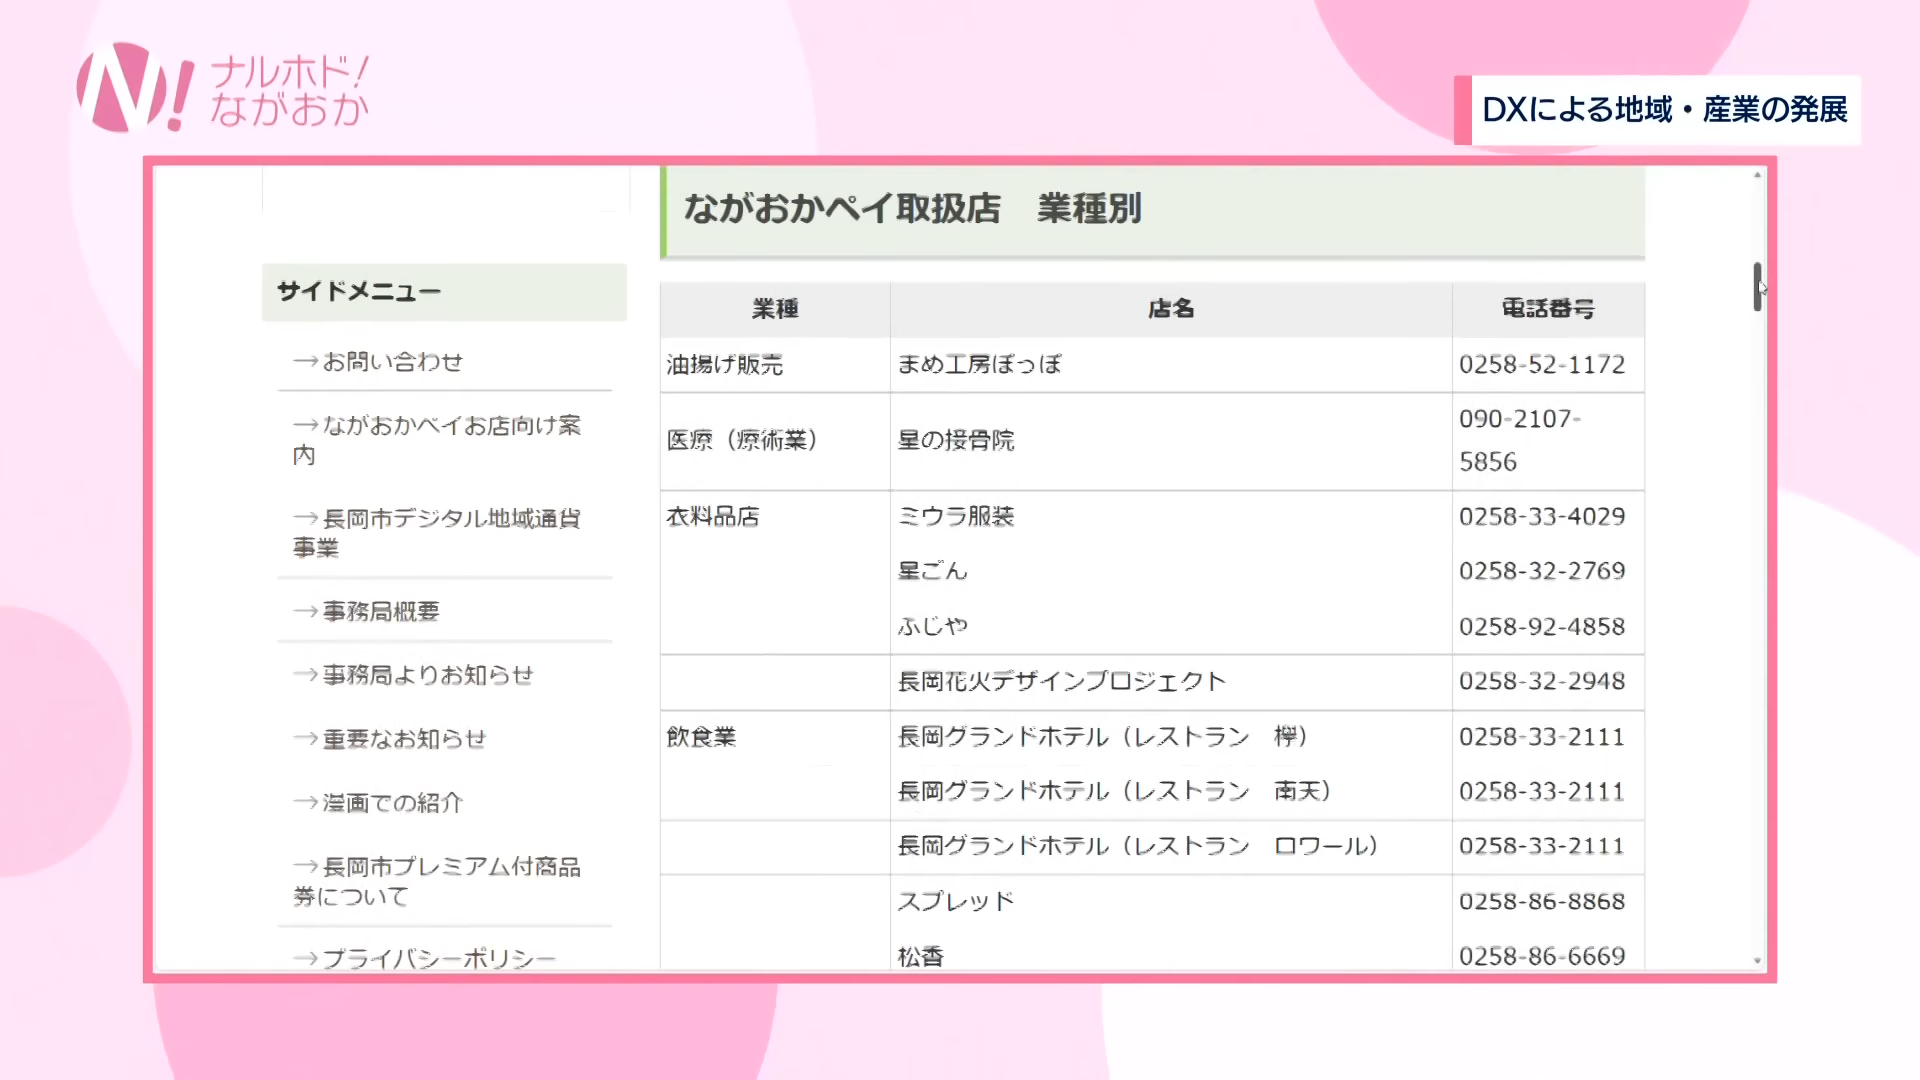 N!
ナルホド!
ながおか
DXによる地域・産業の発展
ながおかペイ取扱店　業種別
サイドメニュー
→お問い合わせ
→ながおかペイお店向け案
内
→長岡市デジタル地域通貨
事業
→事務局概要
→事務局よりお知らせ
→重要なお知らせ
→漫画での紹介
→長岡市プレミアム付商品
券について
→プライバシーポリシー
業種　店名　電話番号
油揚げ販売　まめ工房ぽっぽ　0258-52-1172
医療（療術業）　星の接骨院　090-2107-
5856
衣料品店　ミウラ服装　0258-33-4029
星ごん　0258-32-2769
ふじや　0258-92-4858
長岡花火デザインプロジェクト　0258-32-2948
飲食業　長岡グランドホテル（レストラン　欅）　0258-33-2111
長岡グランドホテル（レストラン　南天）　0258-33-2111
長岡グランドホテル（レストラン　ロワール）　0258-33-2111
スプレッド　0258-86-8868
松香　0258-86-6669